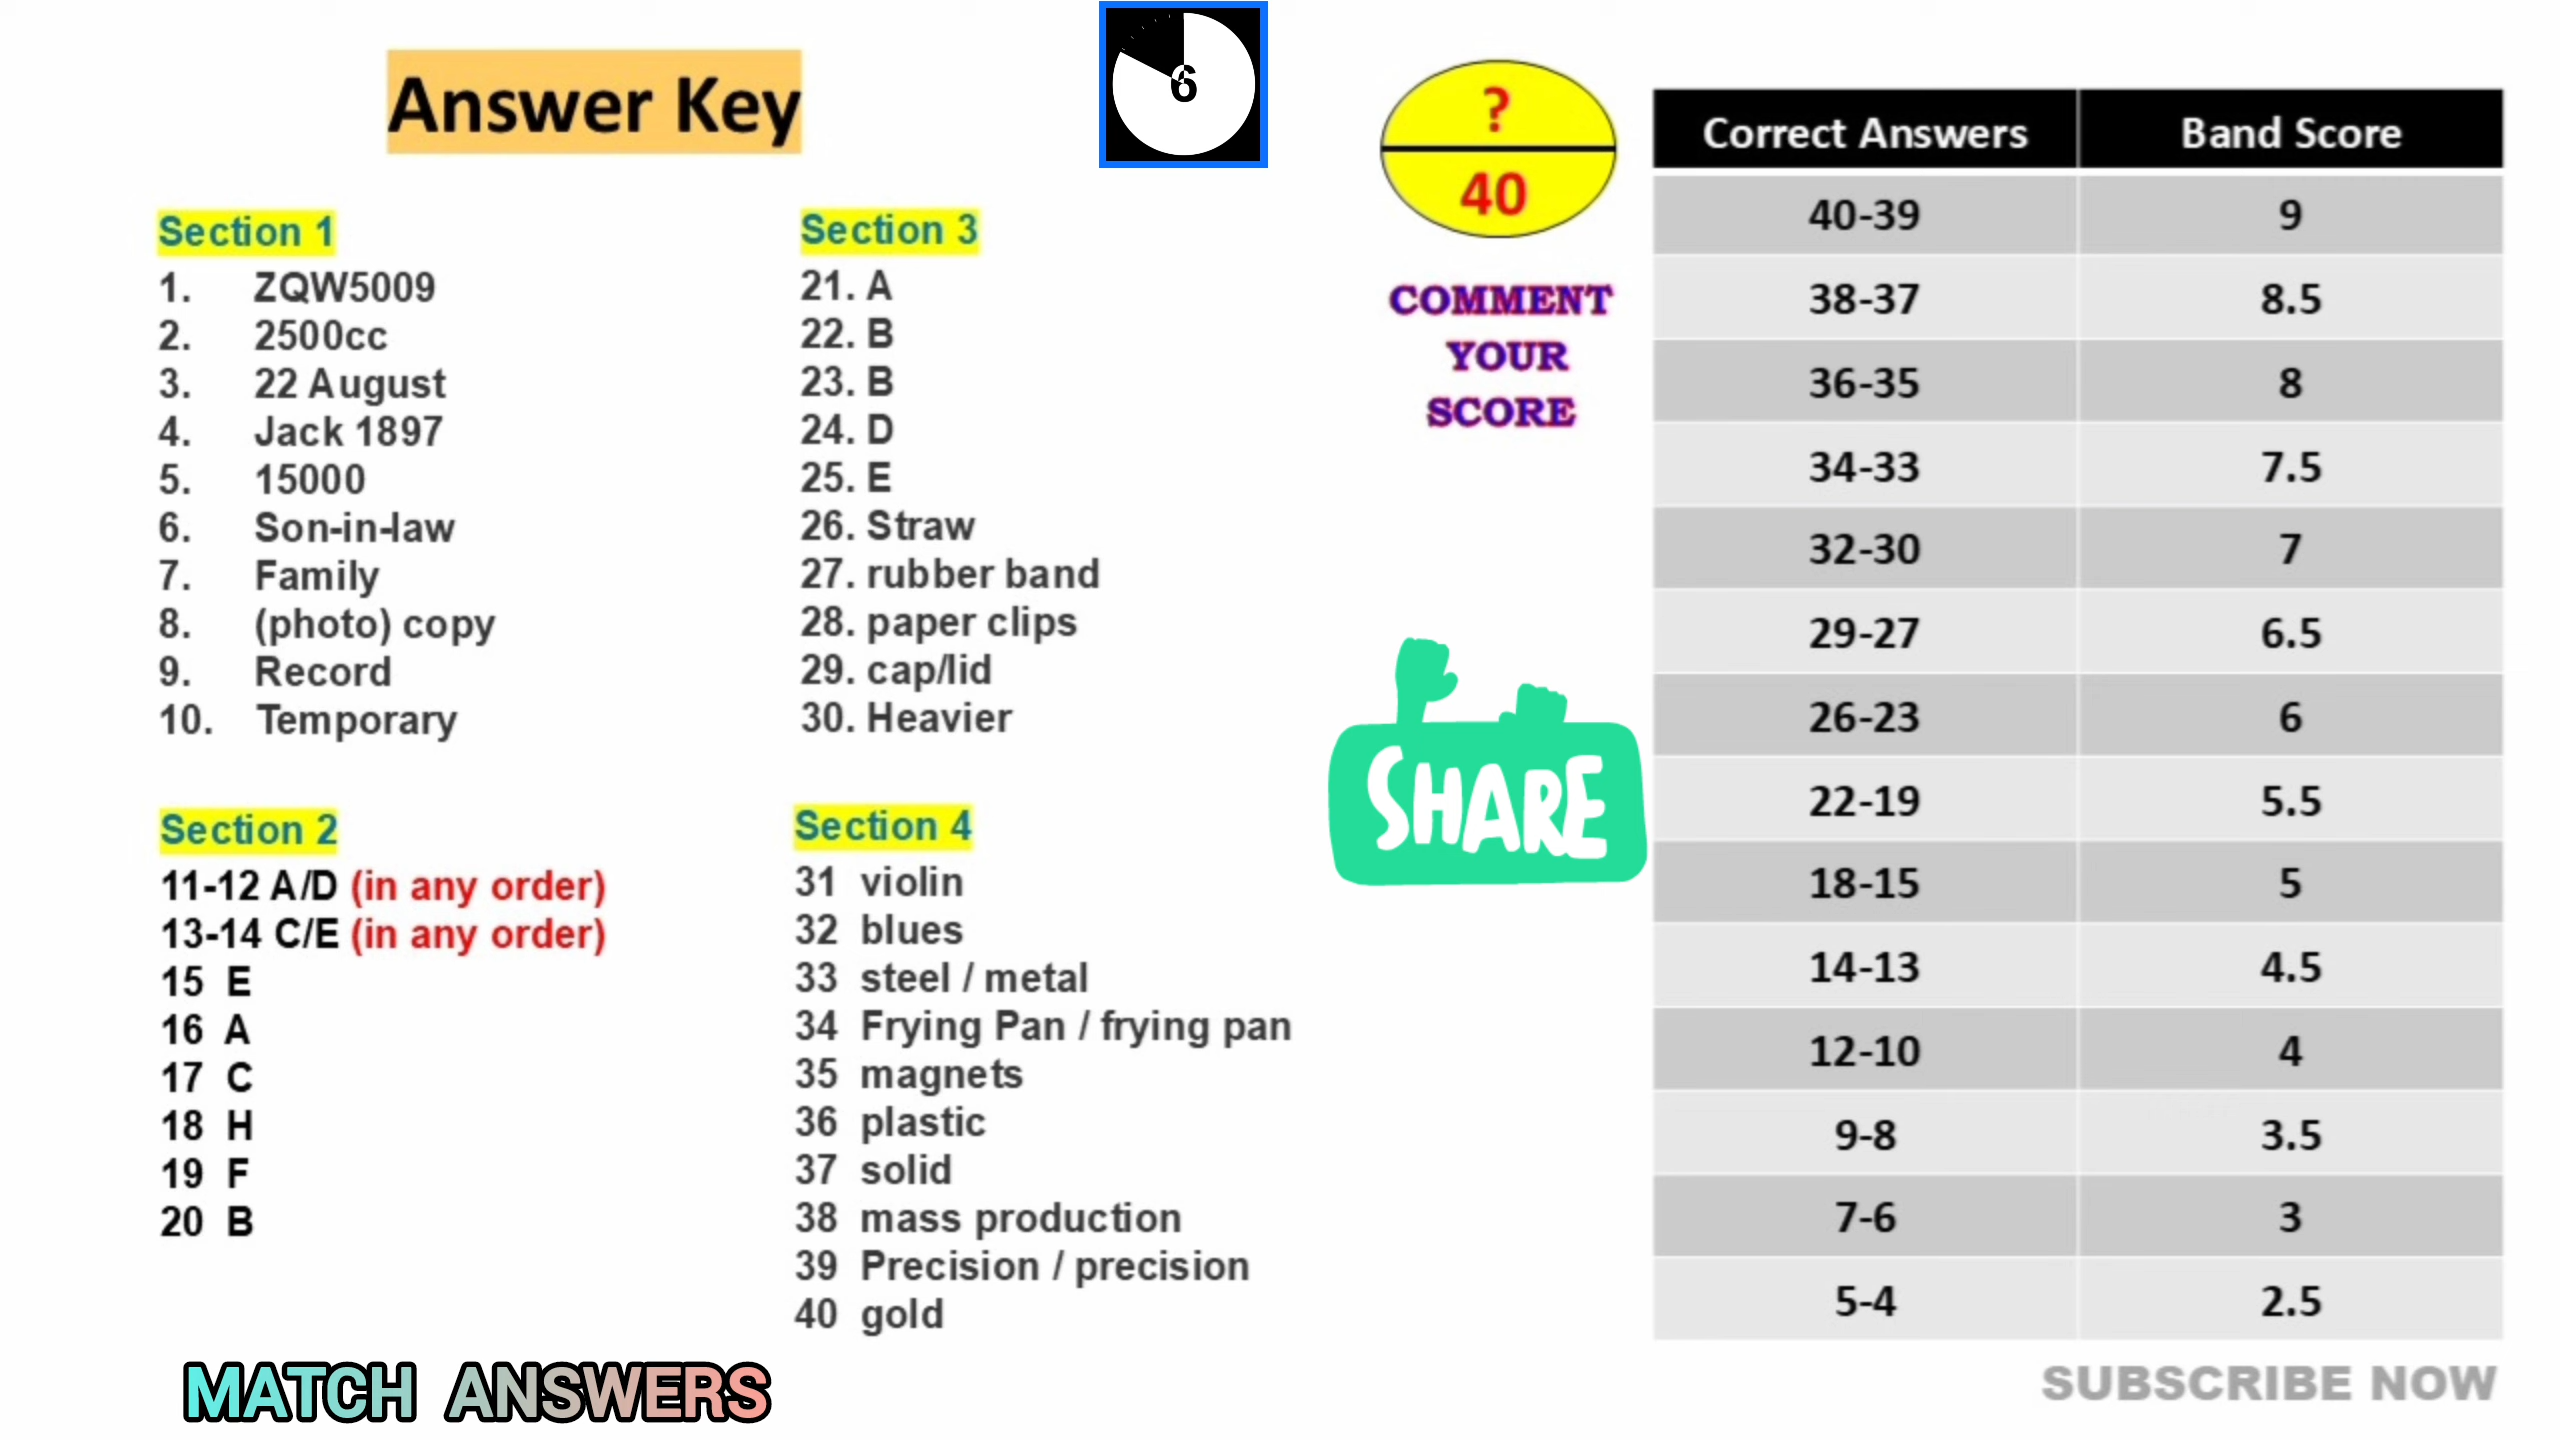 Answer Key
6
Section 1
1. ZQW5009
2. 2500cc
3. 22 August
4. Jack 1897
5. 15000
6. Son-in-law
7. Family
8. (photo) copy
9. Record
10. Temporary
Section 2
11-12 A/D (in any order)
13-14 C/E (in any order)
15 E
16 A
17 C
18 H
19 F
20 B
Section 3
21. A
22. B
23. B
24. D
25. E
26. Straw
27. rubber band
28. paper clips
29. cap/lid
30. Heavier
Section 4
31 violin
32 blues
33 steel / metal
34 Frying Pan / frying pan
35 magnets
36 plastic
37 solid
38 mass production
39 Precision / precision
40 gold
?
40
COMMENT
YOUR
SCORE
SHARE
Correct Answers Band Score
40-39 9
38-37 8.5
36-35 8
34-33 7.5
32-30 7
29-27 6.5
26-23 6
22-19 5.5
18-15 5
14-13 4.5
12-10 4
9-8 3.5
7-6 3
5-4 2.5
MATCH ANSWERS
SUBSCRIBE NOW